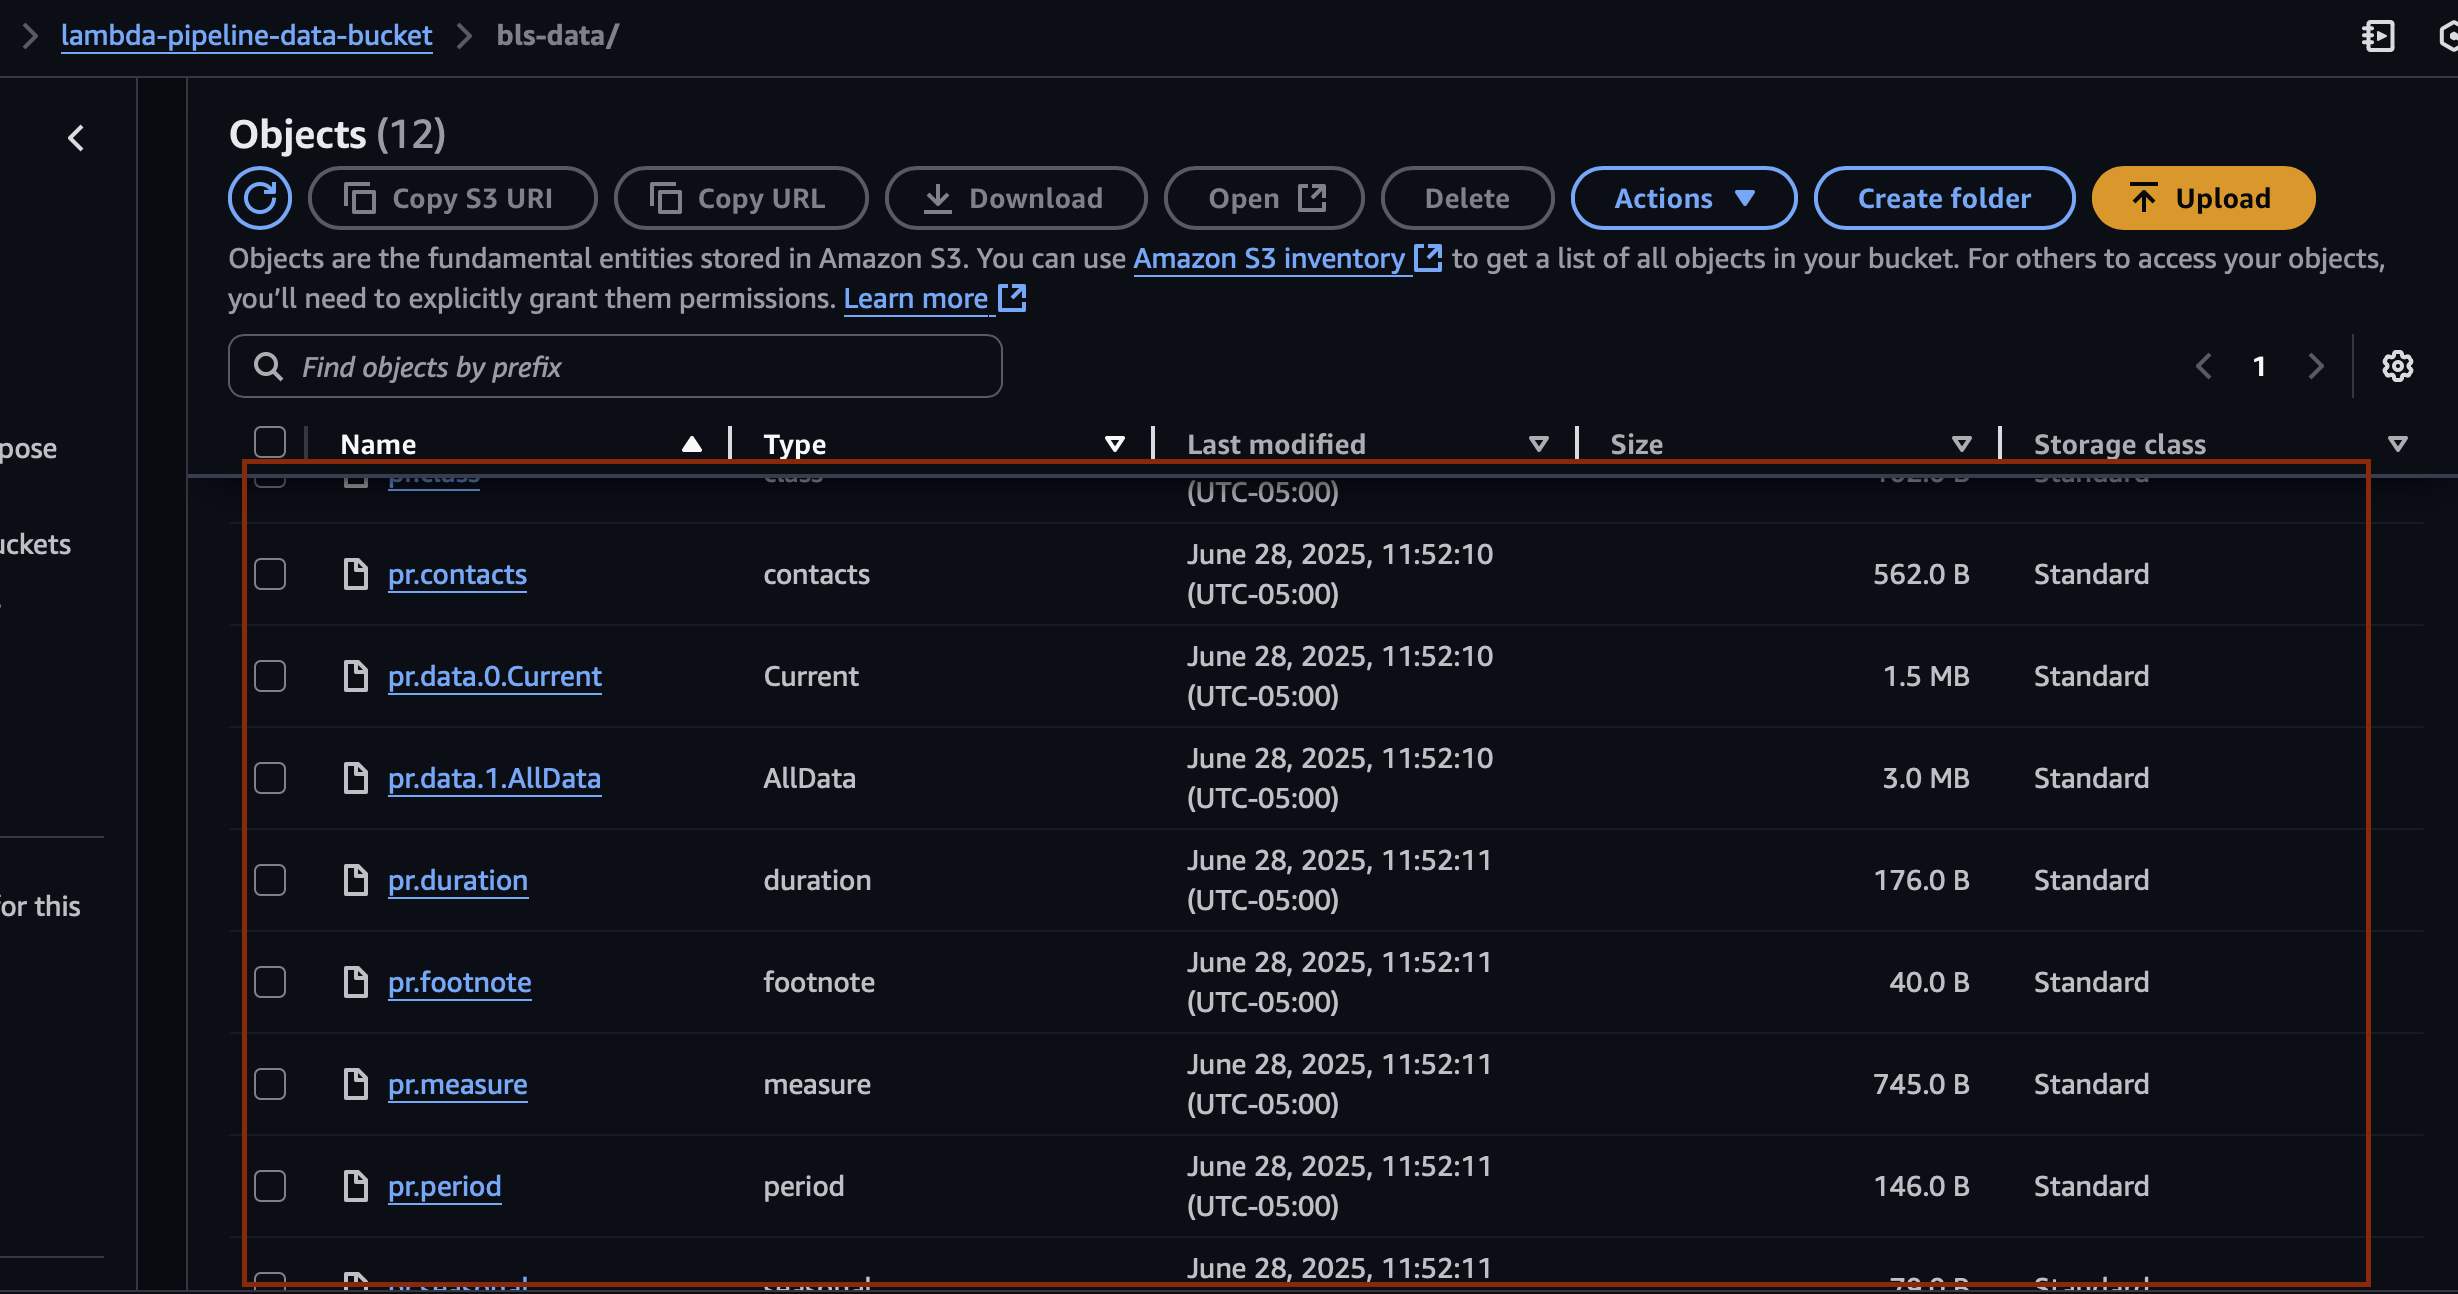 lambda-pipeline-data-bucket bls-data/
Objects (12)
Copy S3 URI Copy URL Download Open Delete Actions Create folder Upload
Objects are the fundamental entities stored in Amazon S3. You can use Amazon S3 inventory to get a list of all objects in your bucket. For others to access your objects,
you'll need to explicitly grant them permissions. Learn more
Find objects by prefix
1
Name Type Last modified Size Storage class
pose
uckets
for this
pr.class class Standard
(UTC-05:00)
pr.contacts contacts June 28, 2025, 11:52:10 562.0 B Standard
(UTC-05:00)
pr.data.0.Current Current June 28, 2025, 11:52:10 1.5 MB Standard
(UTC-05:00)
pr.data.1.AllData AllData June 28, 2025, 11:52:10 3.0 MB Standard
(UTC-05:00)
pr.duration duration June 28, 2025, 11:52:11 176.0 B Standard
(UTC-05:00)
pr.footnote footnote June 28, 2025, 11:52:11 40.0 B Standard
(UTC-05:00)
pr.measure measure June 28, 2025, 11:52:11 745.0 B Standard
(UTC-05:00)
pr.period period June 28, 2025, 11:52:11 146.0 B Standard
(UTC-05:00)
pr.seasonal seasonal June 28, 2025, 11:52:11 Standard